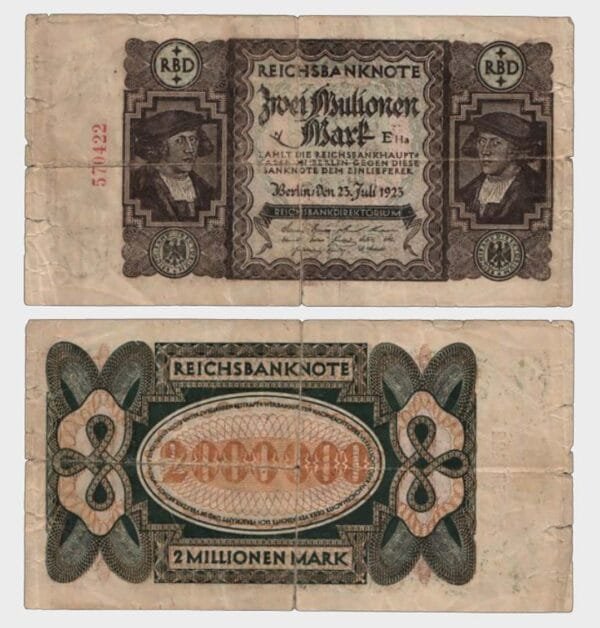 RBD
REICHSBANKNOTE
RBD
Zwei Millionen
Mark
E Ha
ZAHLT DIE REICHSBANKHAUPT=
KASSE IN BERLIN GEGEN DIESE
BANKNOTE DEM EINLIEFERER
Berlin, den 23. Juli 1923
REICHSBANKDIREKTORIUM
570422
REICHSBANKNOTE
2000000
2 MILLIONEN MARK